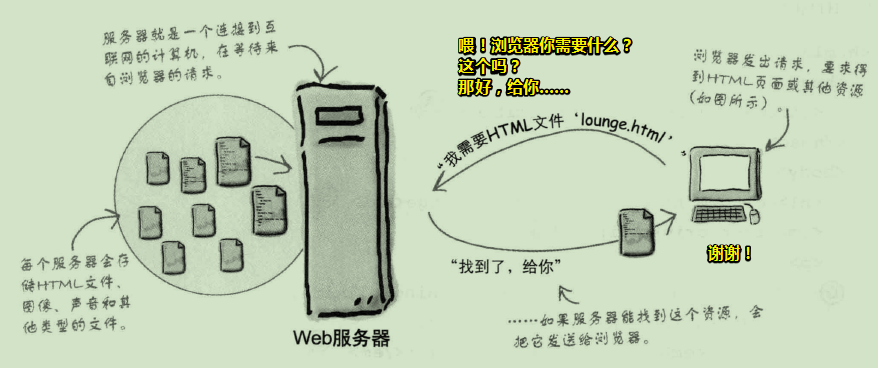 服务器就是一个连接到互
联网的计算机，在等待来
自浏览器的请求。
喂！浏览器你需要什么？
这个吗？
那好，给你……
浏览器发出请求，要求得
到HTML页面或其他资源
（如图所示）。
“我需要HTML文件‘lounge.html’”
每个服务器会存
储HTML文件、
图像、声音和其
他类型的文件。
“找到了，给你”
谢谢！
……如果服务器能找到这个资源，会
把它发送给浏览器。
Web服务器